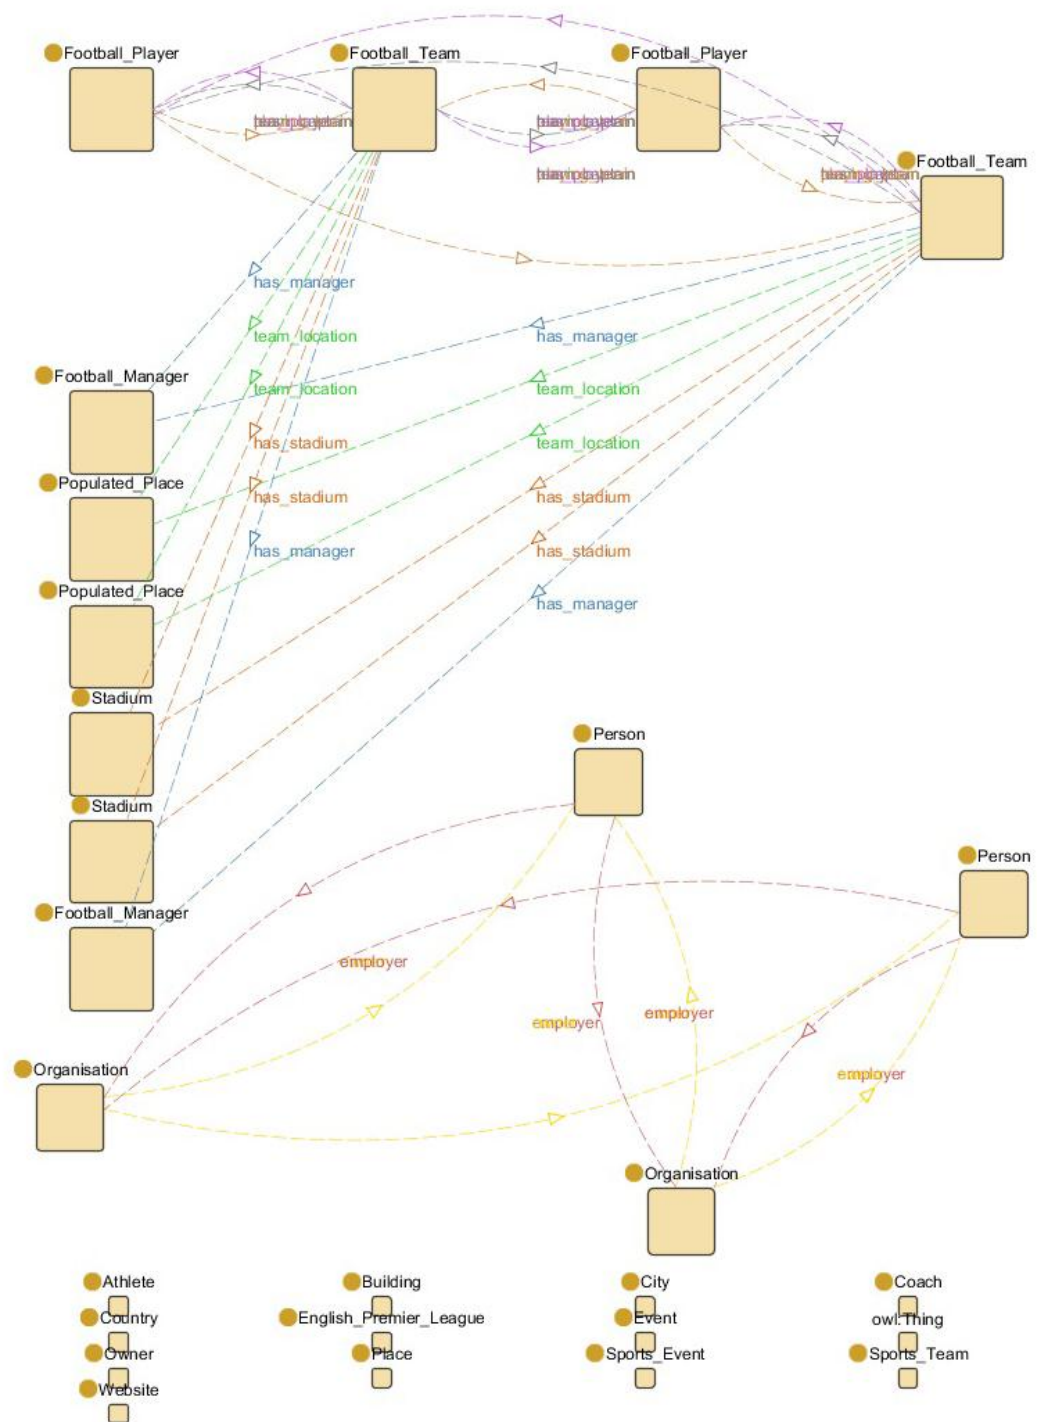 Football_Player
Football_Team
Football_Player
Football_Team
has_manager
team_location
team_location
has_stadium
has_stadium
has_manager
has_manager
team_location
team_location
has_stadium
has_stadium
has_manager
Football_Manager
Populated_Place
Populated_Place
Stadium
Stadium
Football_Manager
Person
Person
employer
employer
employer
employer
Organisation
Organisation
Athlete
Building
City
Coach
Country
English_Premier_League
Event
owl:Thing
Owner
Place
Sports_Event
Sports_Team
Website